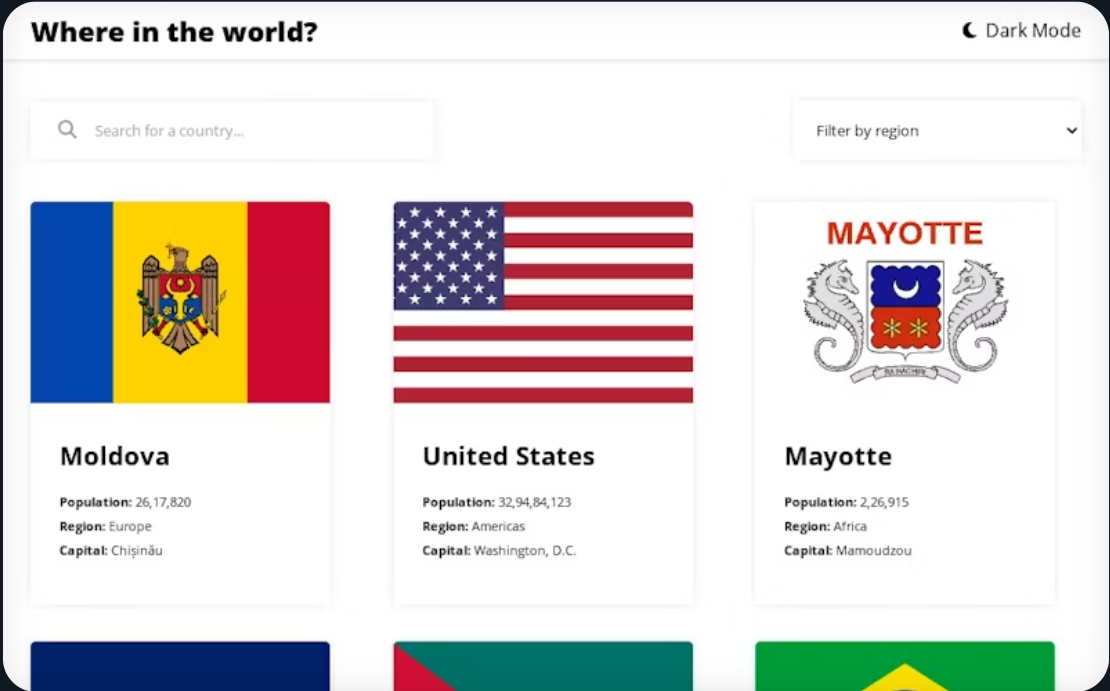 Where in the world?
Dark Mode
Search for a country...
Filter by region
MAYOTTE
RA HACHIRI
Moldova
Population: 26,17,820
Region: Europe
Capital: Chișinău
United States
Population: 32,94,84,123
Region: Americas
Capital: Washington, D.C.
Mayotte
Population: 2,26,915
Region: Africa
Capital: Mamoudzou